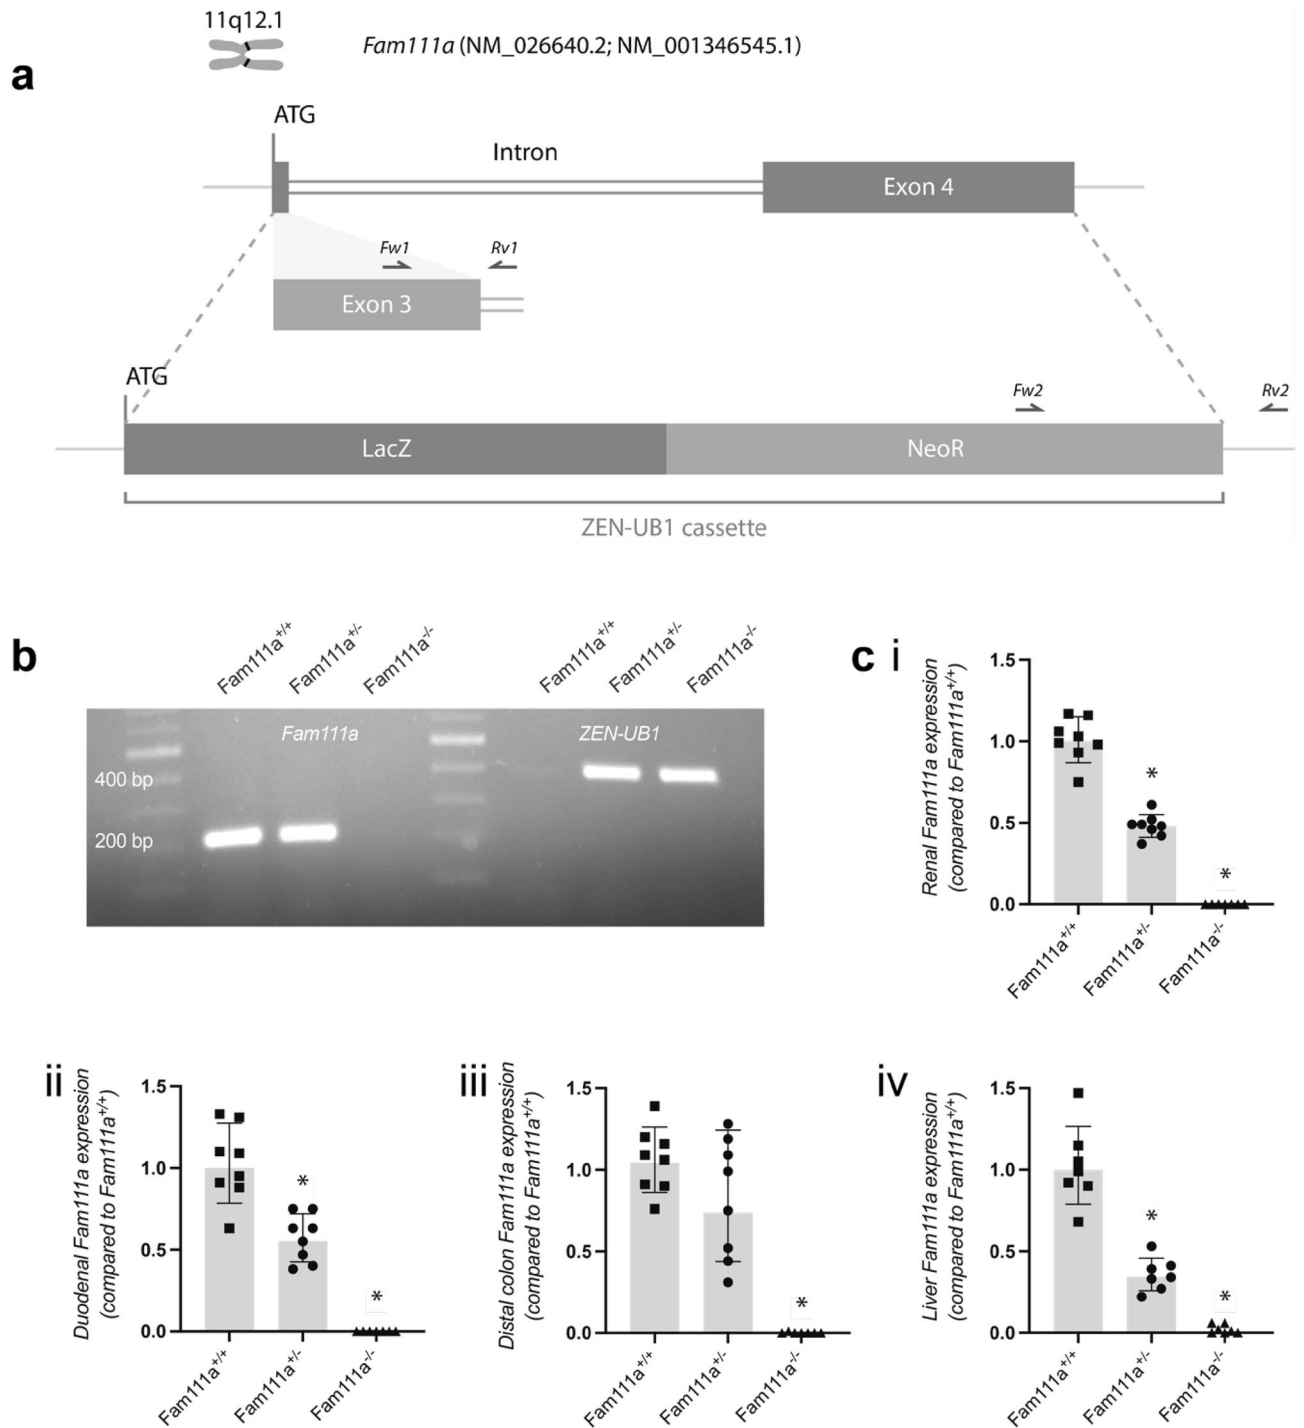 11q12.1
Fam111a (NM_026640.2; NM_001346545.1)
a
ATG
Intron
Exon 4
Fw1
Rv1
Exon 3
ATG
Fw2
Rv2
LacZ
NeoR
ZEN-UB1 cassette
b
Fam111a+/+
Fam111a+/-
Fam111a-/-
Fam111a+/+
Fam111a+/-
Fam111a-/-
Fam111a
ZEN-UB1
400 bp
200 bp
c i
Renal Fam111a expression
(compared to Fam111a+/+)
1.5
1.0
0.5
0.0
*
*
Fam111a+/+
Fam111a+/-
Fam111a-/-
ii
Duodenal Fam111a expression
(compared to Fam111a+/+)
1.5
1.0
0.5
0.0
*
*
Fam111a+/+
Fam111a+/-
Fam111a-/-
iii
Distal colon Fam111a expression
(compared to Fam111a+/+)
1.5
1.0
0.5
0.0
*
Fam111a+/+
Fam111a+/-
Fam111a-/-
iv
Liver Fam111a expression
(compared to Fam111a+/+)
1.5
1.0
0.5
0.0
*
*
Fam111a+/+
Fam111a+/-
Fam111a-/-